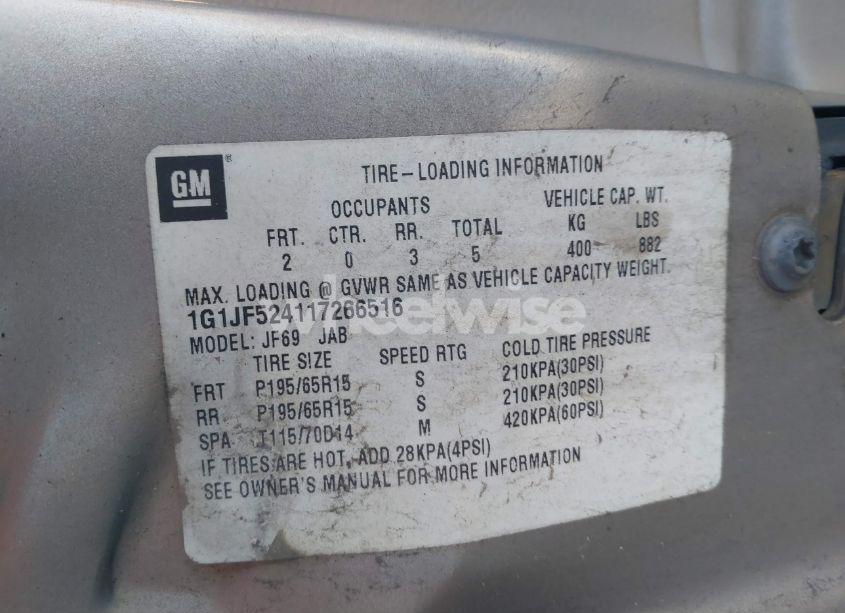 GM
TIRE-LOADING INFORMATION
OCCUPANTS VEHICLE CAP. WT.
FRT. CTR. RR. TOTAL KG LBS
2 0 3 5 400 882
MAX. LOADING @ GVWR SAME AS VEHICLE CAPACITY WEIGHT.
1G1JF524117266516
wheelwise
MODEL: JF69 JAB
TIRE SIZE SPEED RTG COLD TIRE PRESSURE
FRT P195/65R15 S 210KPA(30PSI)
RR P195/65R15 S 210KPA(30PSI)
SPA T115/70D14 M 420KPA(60PSI)
IF TIRES ARE HOT, ADD 28KPA(4PSI)
SEE OWNER'S MANUAL FOR MORE INFORMATION